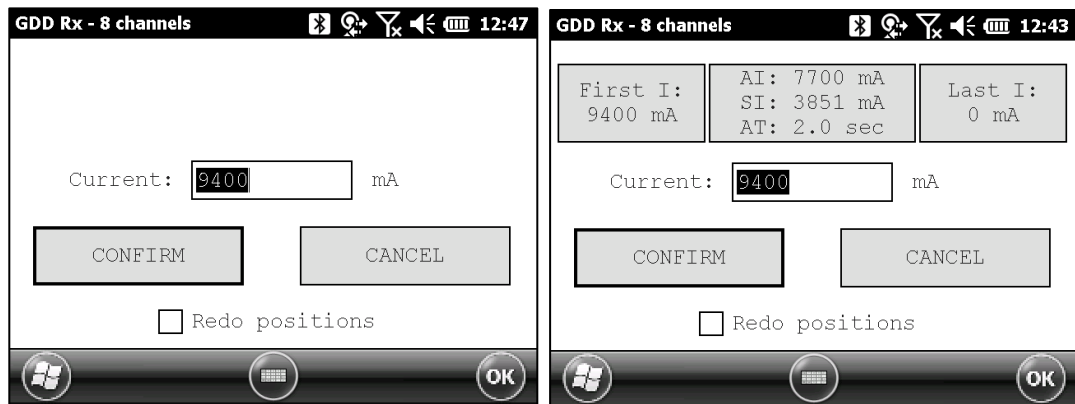 GDD Rx - 8 channels 12:47
Current: 9400 mA
CONFIRM CANCEL
Redo positions
OK
GDD Rx - 8 channels 12:43
First I:
9400 mA
AI: 7700 mA
SI: 3851 mA
AT: 2.0 sec
Last I:
0 mA
Current: 9400 mA
CONFIRM CANCEL
Redo positions
OK